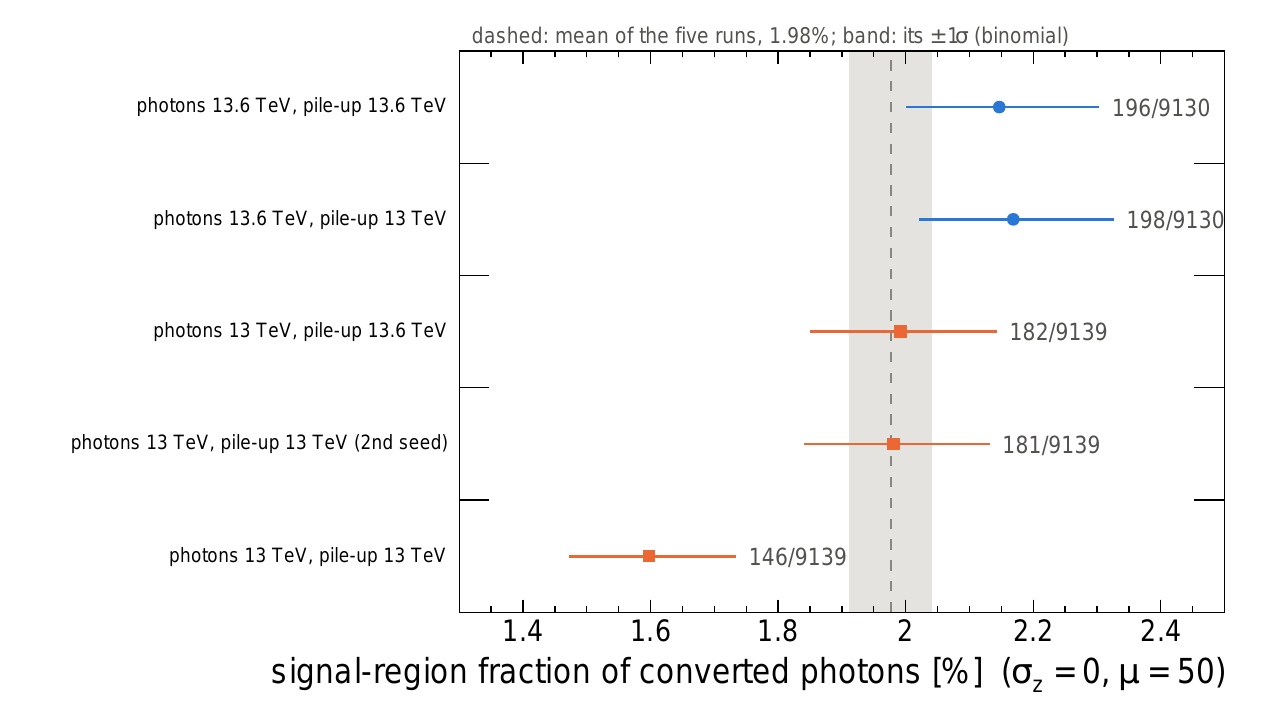 dashed: mean of the five runs, 1.98%; band: its ±1σ (binomial)
photons 13.6 TeV, pile-up 13.6 TeV
196/9130
photons 13.6 TeV, pile-up 13 TeV
198/9130
photons 13 TeV, pile-up 13.6 TeV
182/9139
photons 13 TeV, pile-up 13 TeV (2nd seed)
181/9139
photons 13 TeV, pile-up 13 TeV
146/9139
1.4 1.6 1.8 2 2.2 2.4
signal-region fraction of converted photons [%] (σ_z = 0, μ = 50)